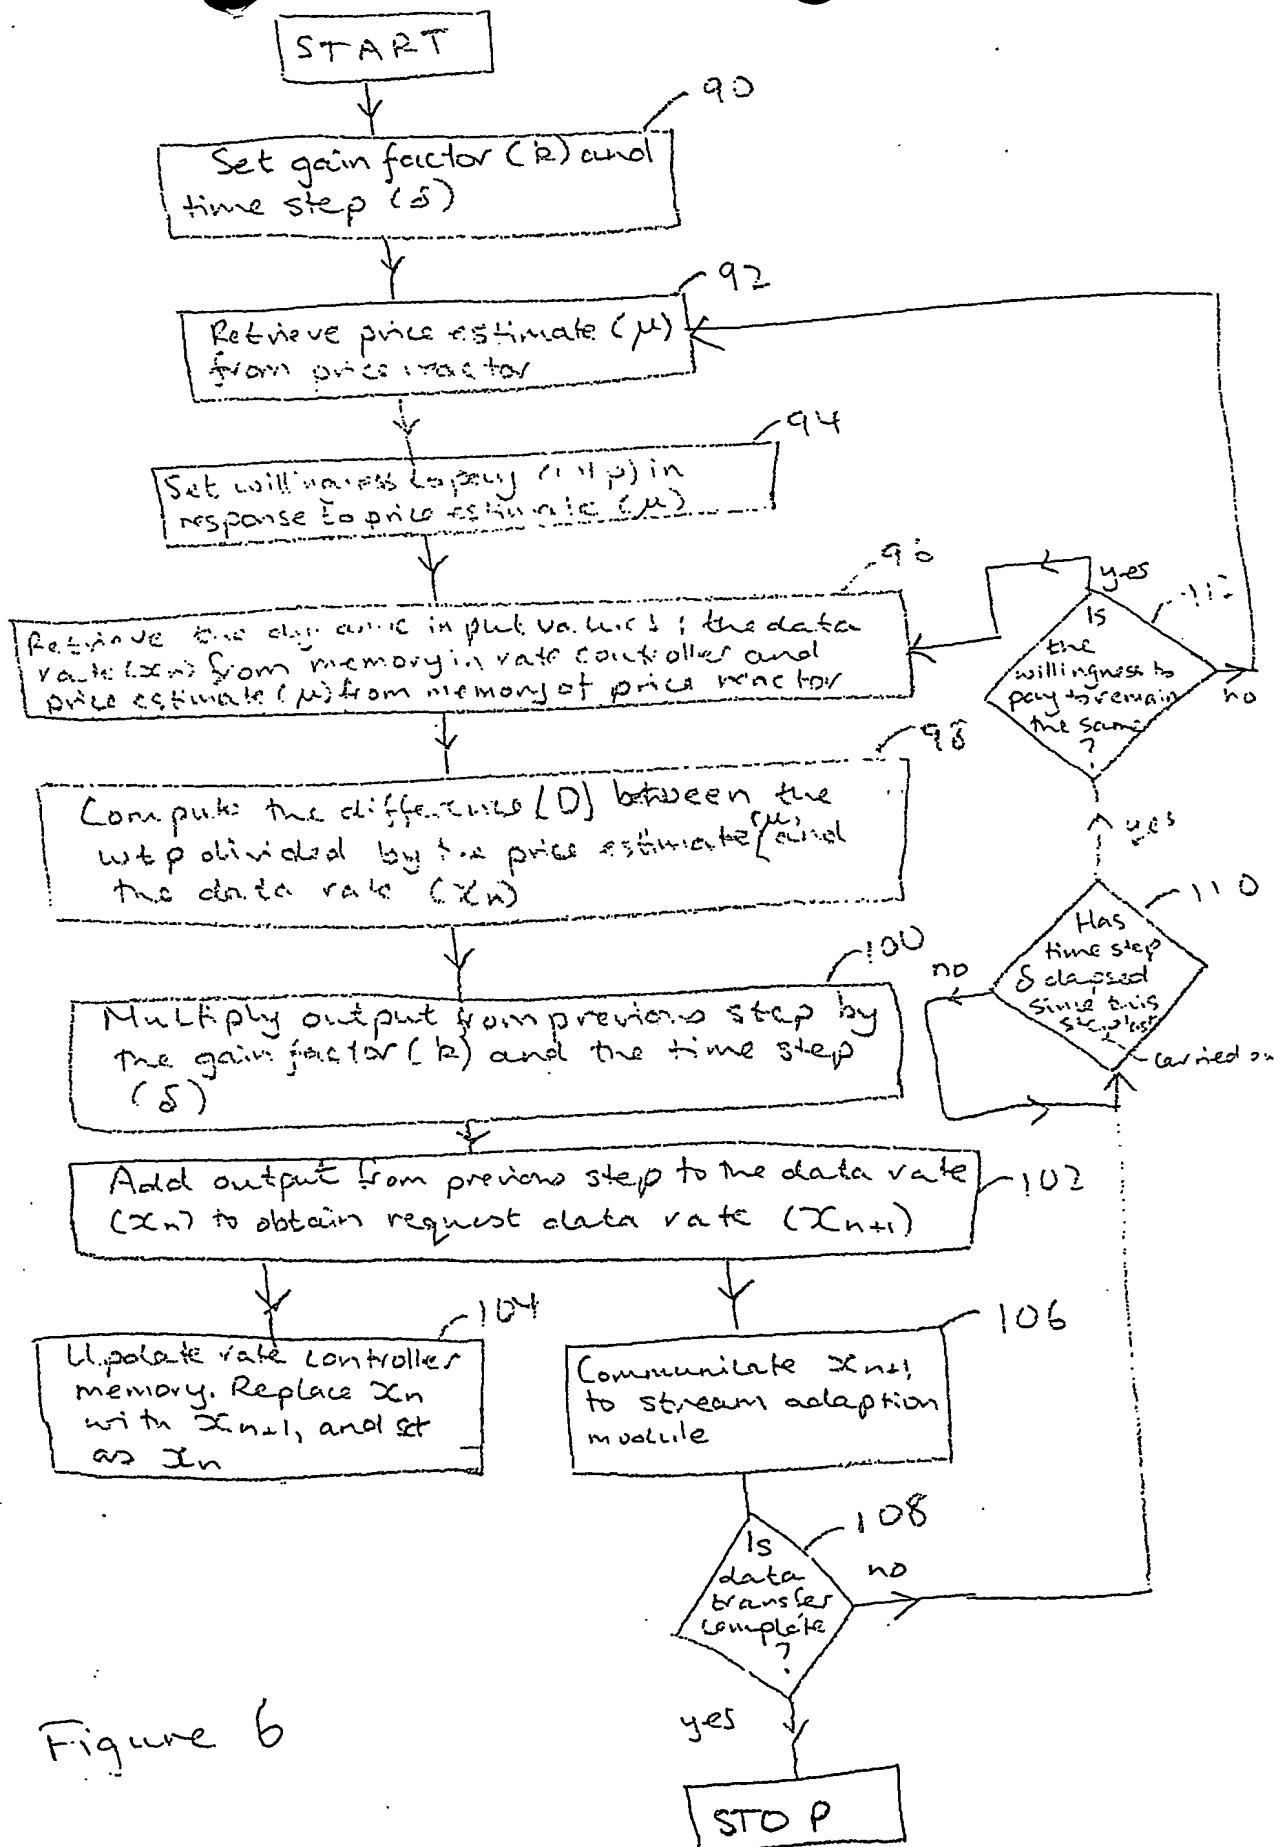 START
90
Set gain factor (k) and
time step (δ)
92
Retrieve price estimate (μ)
from price reactor
94
Set willingness to pay (wtp) in
response to price estimate (μ)
96
Retrieve the dynamic input values; the data
rate (xn) from memory in rate controller and
price estimate (μ) from memory of price reactor
98
Compute the difference (D) between the
wtp divided by the price estimate (μ) and
the data rate (xn)
100
Multiply output from previous step by
the gain factor (k) and the time step
(δ)
102
Add output from previous step to the data rate
(xn) to obtain request data rate (xn+1)
104
Update rate controller
memory. Replace xn
with xn+1, and set
as xn
106
Communicate xn+1
to stream adaption
module
108
Is
data
transfer
complete
?
no
yes
STOP
110
Has
time step
δ elapsed
since this
step last
carried out
?
no
yes
112
Is
the
willingness to
pay to remain
the same
?
yes
no
Figure 6